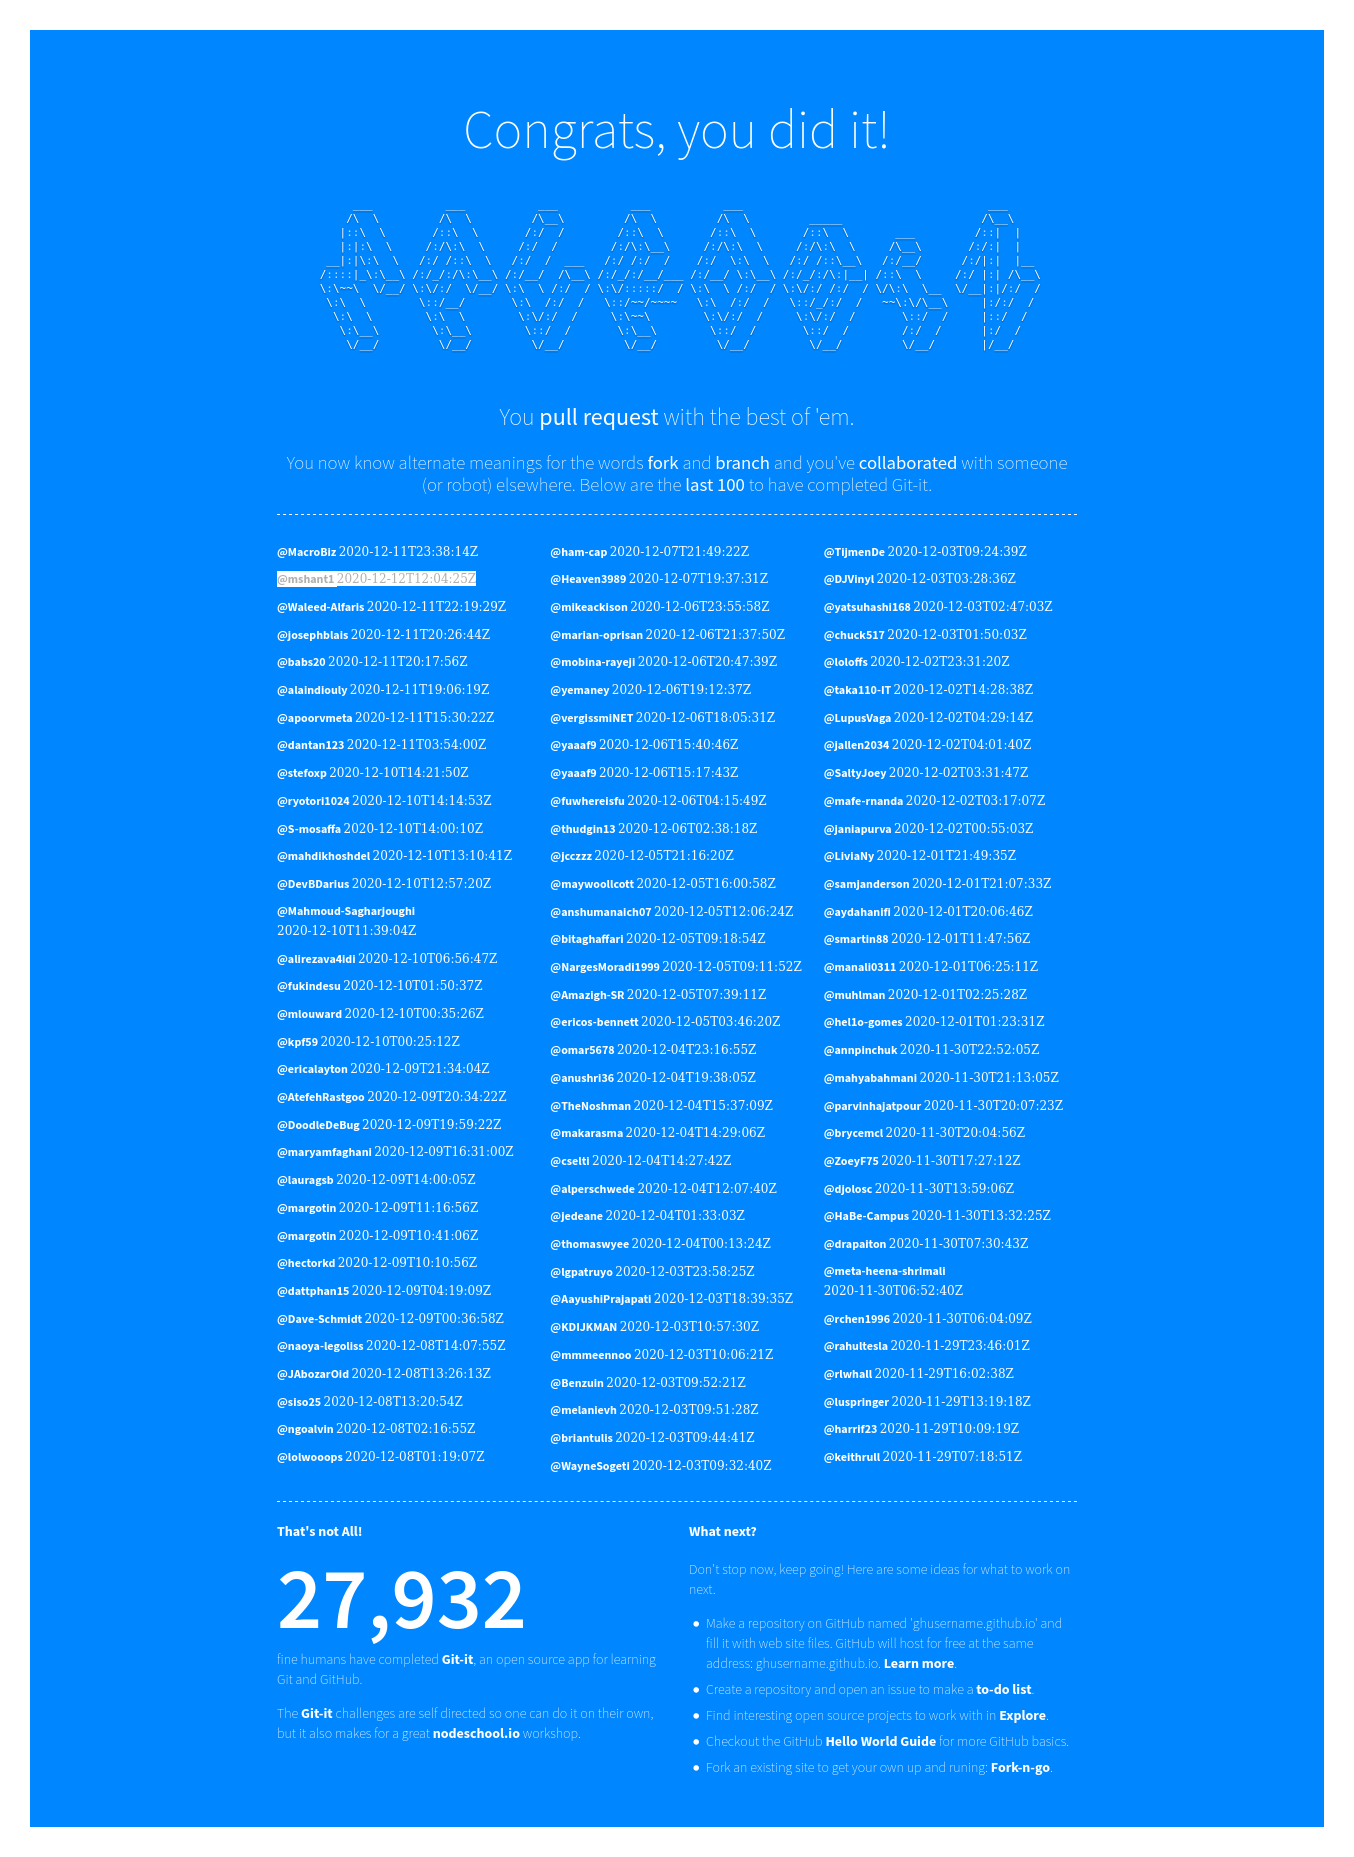 Congrats, you did it!
You pull request with the best of 'em.
You now know alternate meanings for the words fork and branch and you've collaborated with someone
(or robot) elsewhere. Below are the last 100 to have completed Git-it.
@MacroBiz 2020-12-11T23:38:14Z
@mshant1 2020-12-12T12:04:25Z
@Waleed-Alfaris 2020-12-11T22:19:29Z
@josephblais 2020-12-11T20:26:44Z
@babs20 2020-12-11T20:17:56Z
@alaindiouly 2020-12-11T19:06:19Z
@apoorvmeta 2020-12-11T15:30:22Z
@dantan123 2020-12-11T03:54:00Z
@stefoxp 2020-12-10T14:21:50Z
@ryotori1024 2020-12-10T14:14:53Z
@S-mosaffa 2020-12-10T14:00:10Z
@mahdikhoshdel 2020-12-10T13:10:41Z
@DevBDarius 2020-12-10T12:57:20Z
@Mahmoud-Sagharjoughi
2020-12-10T11:39:04Z
@alirezava4idi 2020-12-10T06:56:47Z
@fukindesu 2020-12-10T01:50:37Z
@mlouward 2020-12-10T00:35:26Z
@kpf59 2020-12-10T00:25:12Z
@ericalayton 2020-12-09T21:34:04Z
@AtefehRastgoo 2020-12-09T20:34:22Z
@DoodleDeBug 2020-12-09T19:59:22Z
@maryamfaghani 2020-12-09T16:31:00Z
@lauragsb 2020-12-09T14:00:05Z
@margotin 2020-12-09T11:16:56Z
@margotin 2020-12-09T10:41:06Z
@hectorkd 2020-12-09T10:10:56Z
@dattphan15 2020-12-09T04:19:09Z
@Dave-Schmidt 2020-12-09T00:36:58Z
@naoya-legoliss 2020-12-08T14:07:55Z
@JAbozarOid 2020-12-08T13:26:13Z
@siso25 2020-12-08T13:20:54Z
@ngoalvin 2020-12-08T02:16:55Z
@lolwooops 2020-12-08T01:19:07Z
@ham-cap 2020-12-07T21:49:22Z
@Heaven3989 2020-12-07T19:37:31Z
@mikeackison 2020-12-06T23:55:58Z
@marian-oprisan 2020-12-06T21:37:50Z
@mobina-rayeji 2020-12-06T20:47:39Z
@yemaney 2020-12-06T19:12:37Z
@vergissmiNET 2020-12-06T18:05:31Z
@yaaaf9 2020-12-06T15:40:46Z
@yaaaf9 2020-12-06T15:17:43Z
@fuwhereisfu 2020-12-06T04:15:49Z
@thudgin13 2020-12-06T02:38:18Z
@jcczzz 2020-12-05T21:16:20Z
@maywoollcott 2020-12-05T16:00:58Z
@anshumanaich07 2020-12-05T12:06:24Z
@bitaghaffari 2020-12-05T09:18:54Z
@NargesMoradi1999 2020-12-05T09:11:52Z
@Amazigh-SR 2020-12-05T07:39:11Z
@ericos-bennett 2020-12-05T03:46:20Z
@omar5678 2020-12-04T23:16:55Z
@anushri36 2020-12-04T19:38:05Z
@TheNoshman 2020-12-04T15:37:09Z
@makarasma 2020-12-04T14:29:06Z
@cselti 2020-12-04T14:27:42Z
@alperschwede 2020-12-04T12:07:40Z
@jedeane 2020-12-04T01:33:03Z
@thomaswyee 2020-12-04T00:13:24Z
@lgpatruyo 2020-12-03T23:58:25Z
@AayushiPrajapati 2020-12-03T18:39:35Z
@KDIJKMAN 2020-12-03T10:57:30Z
@mmmeennoo 2020-12-03T10:06:21Z
@Benzuin 2020-12-03T09:52:21Z
@melanievh 2020-12-03T09:51:28Z
@briantulis 2020-12-03T09:44:41Z
@WayneSogeti 2020-12-03T09:32:40Z
@TijmenDe 2020-12-03T09:24:39Z
@DJVinyl 2020-12-03T03:28:36Z
@yatsuhashi168 2020-12-03T02:47:03Z
@chuck517 2020-12-03T01:50:03Z
@loloffs 2020-12-02T23:31:20Z
@taka110-IT 2020-12-02T14:28:38Z
@LupusVaga 2020-12-02T04:29:14Z
@jallen2034 2020-12-02T04:01:40Z
@SaltyJoey 2020-12-02T03:31:47Z
@mafe-rnanda 2020-12-02T03:17:07Z
@janiapurva 2020-12-02T00:55:03Z
@LiviaNy 2020-12-01T21:49:35Z
@samjanderson 2020-12-01T21:07:33Z
@aydahanifi 2020-12-01T20:06:46Z
@smartin88 2020-12-01T11:47:56Z
@manali0311 2020-12-01T06:25:11Z
@muhlman 2020-12-01T02:25:28Z
@hel1o-gomes 2020-12-01T01:23:31Z
@annpinchuk 2020-11-30T22:52:05Z
@mahyabahmani 2020-11-30T21:13:05Z
@parvinhajatpour 2020-11-30T20:07:23Z
@brycemcl 2020-11-30T20:04:56Z
@ZoeyF75 2020-11-30T17:27:12Z
@djolosc 2020-11-30T13:59:06Z
@HaBe-Campus 2020-11-30T13:32:25Z
@drapaiton 2020-11-30T07:30:43Z
@meta-heena-shrimali
2020-11-30T06:52:40Z
@rchen1996 2020-11-30T06:04:09Z
@rahultesla 2020-11-29T23:46:01Z
@rlwhall 2020-11-29T16:02:38Z
@luspringer 2020-11-29T13:19:18Z
@harrif23 2020-11-29T10:09:19Z
@keithrull 2020-11-29T07:18:51Z
That's not All!
27,932
fine humans have completed Git-it, an open source app for learning
Git and GitHub.
The Git-it challenges are self directed so one can do it on their own,
but it also makes for a great nodeschool.io workshop.
What next?
Don't stop now, keep going! Here are some ideas for what to work on
next.
Make a repository on GitHub named 'ghusername.github.io' and
fill it with web site files. GitHub will host for free at the same
address: ghusername.github.io. Learn more.
Create a repository and open an issue to make a to-do list.
Find interesting open source projects to work with in Explore.
Checkout the GitHub Hello World Guide for more GitHub basics.
Fork an existing site to get your own up and runing: Fork-n-go.